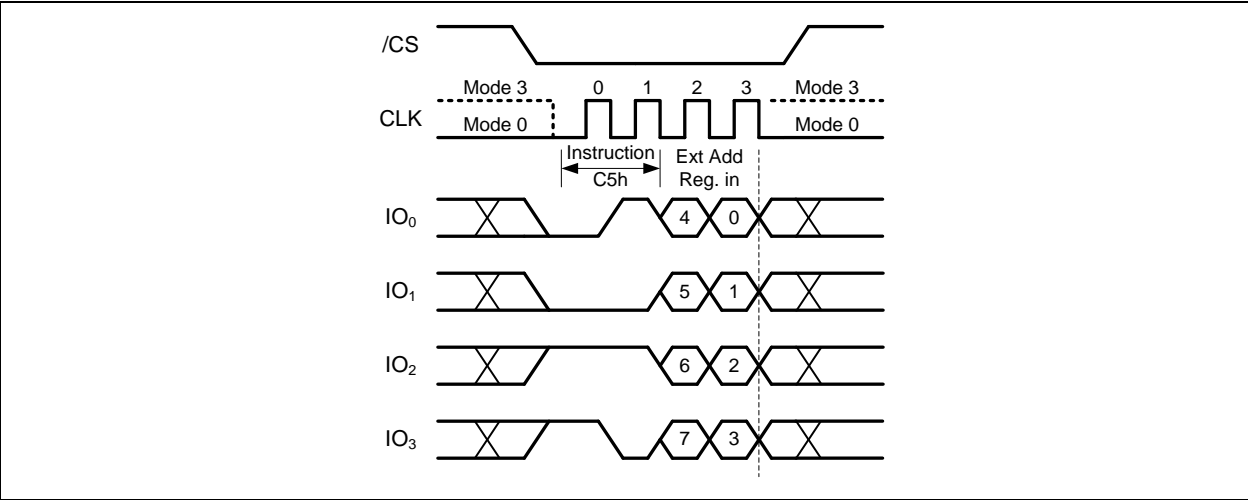 /CS
Mode 3 0 1 2 3 Mode 3
CLK
Mode 0 Mode 0
Instruction Ext Add
C5h Reg. in
IO₀ 4 0
IO₁ 5 1
IO₂ 6 2
IO₃ 7 3